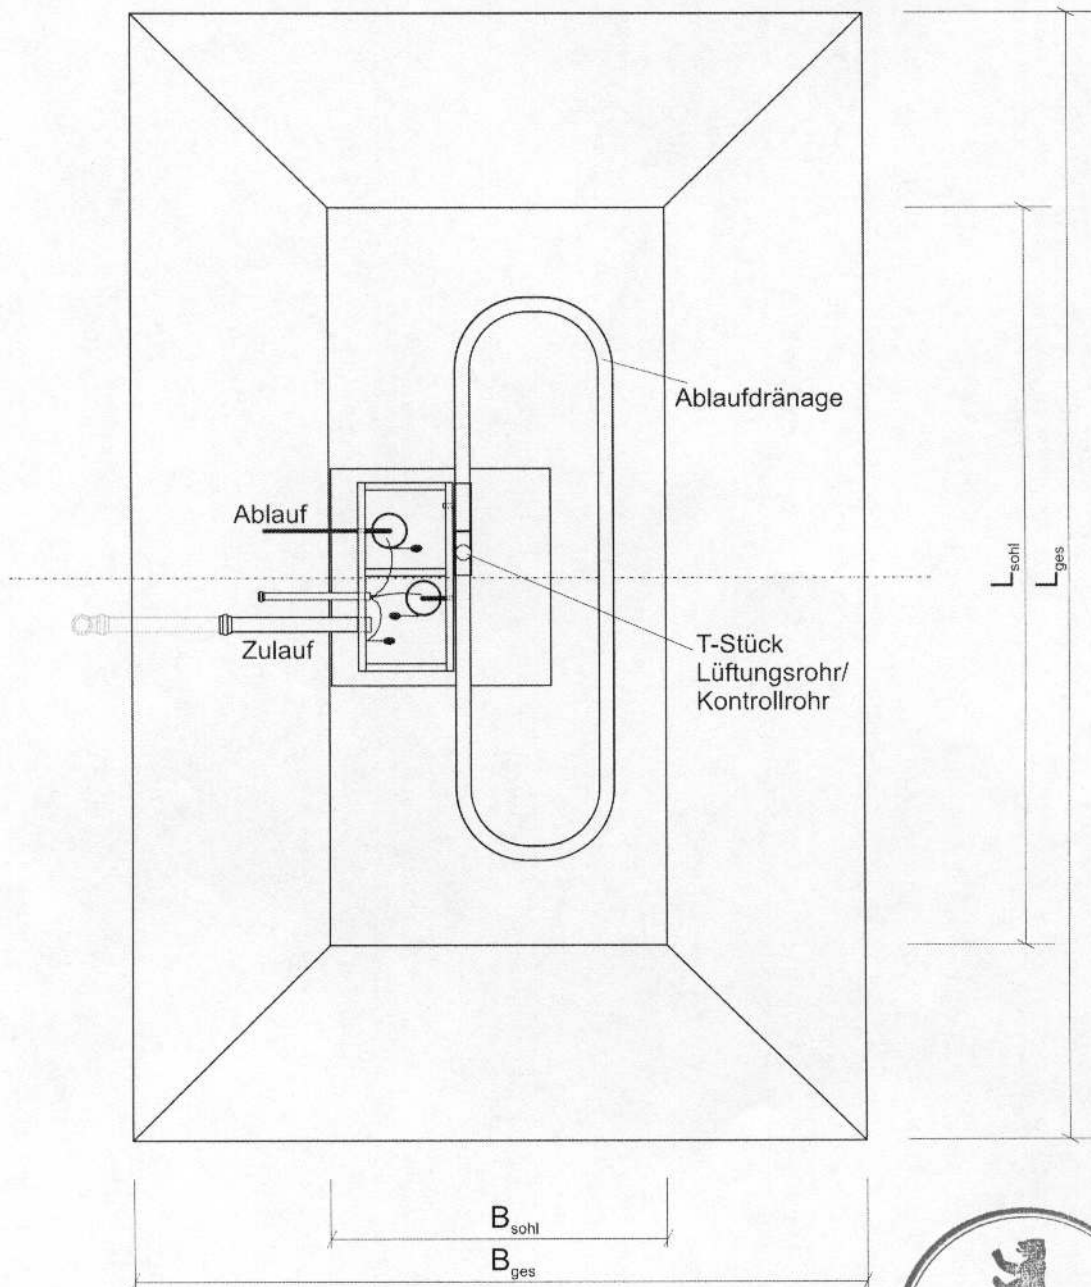 Ablaufdränage
Ablauf
Zulauf
T-Stück
Lüftungsrohr/
Kontrollrohr
L_sohl
L_ges
B_sohl
B_ges